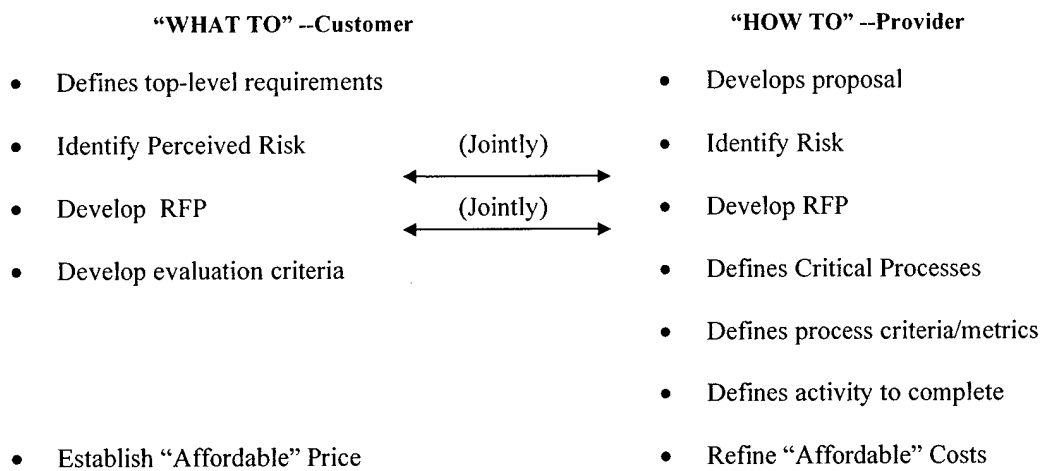 “WHAT TO” --Customer
“HOW TO” --Provider
• Defines top-level requirements
• Develops proposal
• Identify Perceived Risk
(Jointly)
• Identify Risk
• Develop RFP
(Jointly)
• Develop RFP
• Develop evaluation criteria
• Defines Critical Processes
• Defines process criteria/metrics
• Defines activity to complete
• Establish “Affordable” Price
• Refine “Affordable” Costs